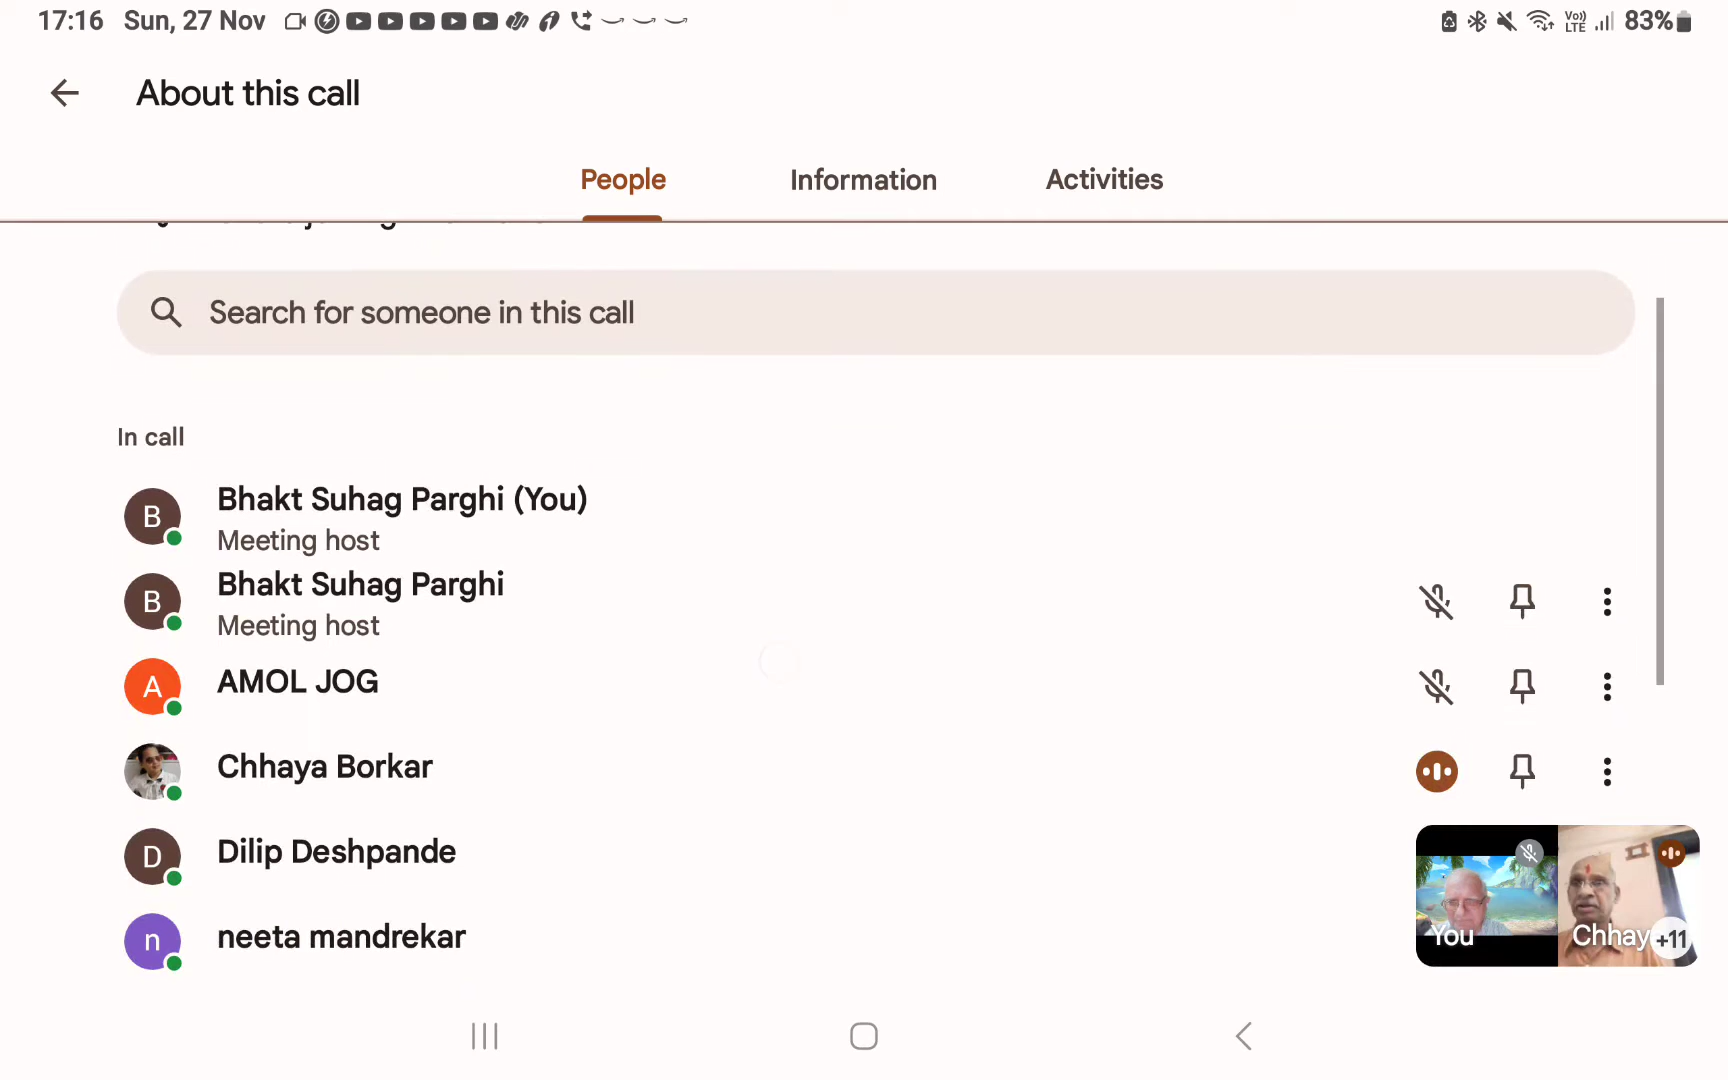 17:16 Sun, 27 Nov
Vo)) LTE 83%
About this call
People Information Activities
Search for someone in this call
In call
B Bhakt Suhag Parghi (You)
Meeting host
B Bhakt Suhag Parghi
Meeting host
A AMOL JOG
Chhaya Borkar
D Dilip Deshpande
n neeta mandrekar
You Chhay +11